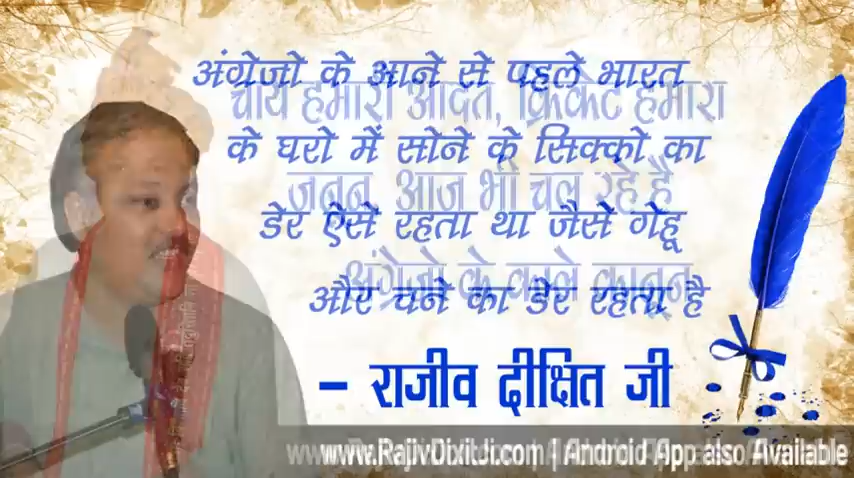 अंग्रेजो के आने से पहले भारत
चाय हमारी आदत, क्रिकेट हमारा
के घरो में सोने के सिक्को का
जनून, आज भी चल रहे है
डेर ऐसे रहता था जैसे गेहू
अंग्रेजो के काले कानून
और चने का डेर रहता है
– राजीव दीक्षित जी
www.RajivDixitJi.com | Android App also Available